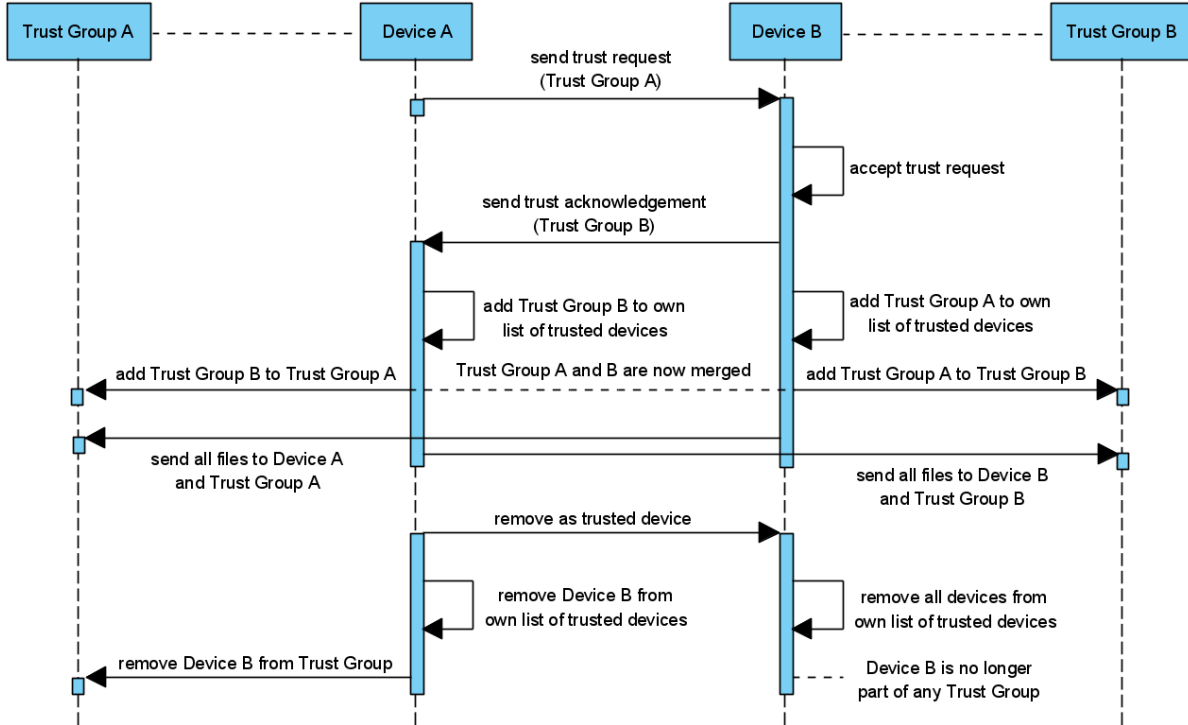 Trust Group A
Device A
Device B
Trust Group B
send trust request
(Trust Group A)
accept trust request
send trust acknowledgement
(Trust Group B)
add Trust Group B to own
list of trusted devices
add Trust Group A to own
list of trusted devices
add Trust Group B to Trust Group A
Trust Group A and B are now merged
add Trust Group A to Trust Group B
send all files to Device A
and Trust Group A
send all files to Device B
and Trust Group B
remove as trusted device
remove Device B from
own list of trusted devices
remove all devices from
own list of trusted devices
remove Device B from Trust Group
Device B is no longer
part of any Trust Group